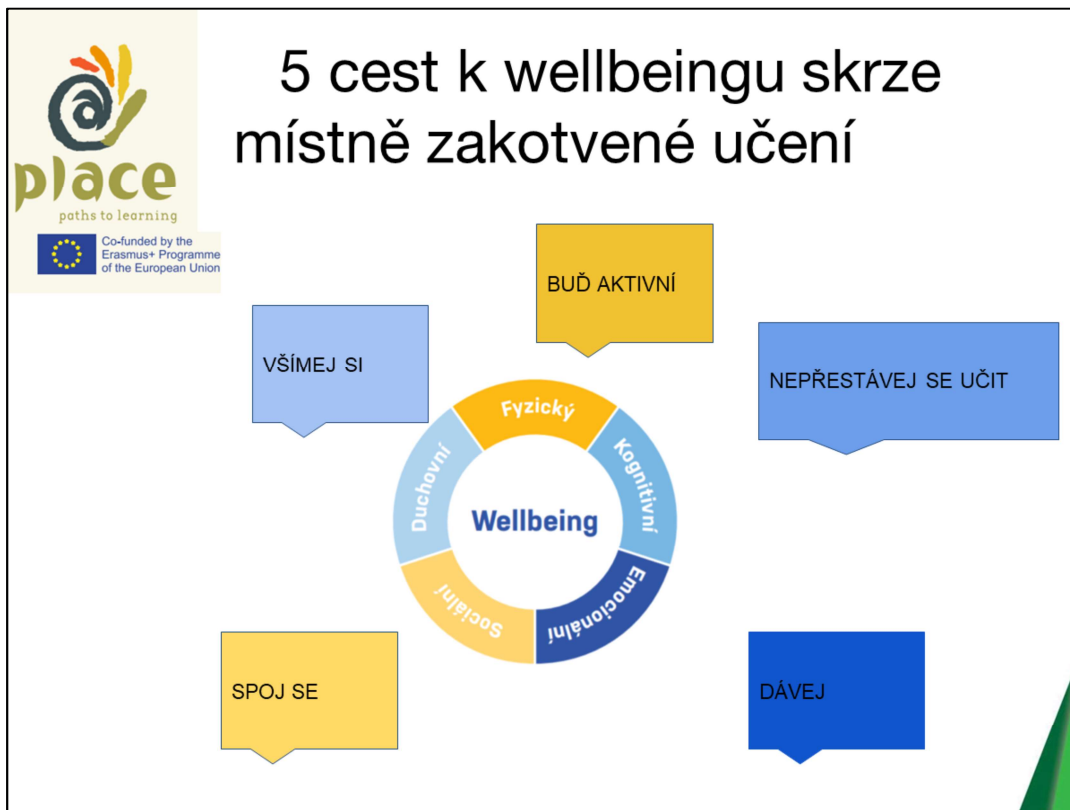 5 cest k wellbeingu skrze
místně zakotvené učení
place
paths to learning
Co-funded by the
Erasmus+ Programme
of the European Union
BUĎ AKTIVNÍ
VŠÍMEJ SI
NEPŘESTÁVEJ SE UČIT
Fyzický
Kognitivní
Duchovní
Wellbeing
Emocionální
Sociální
SPOJ SE
DÁVEJ